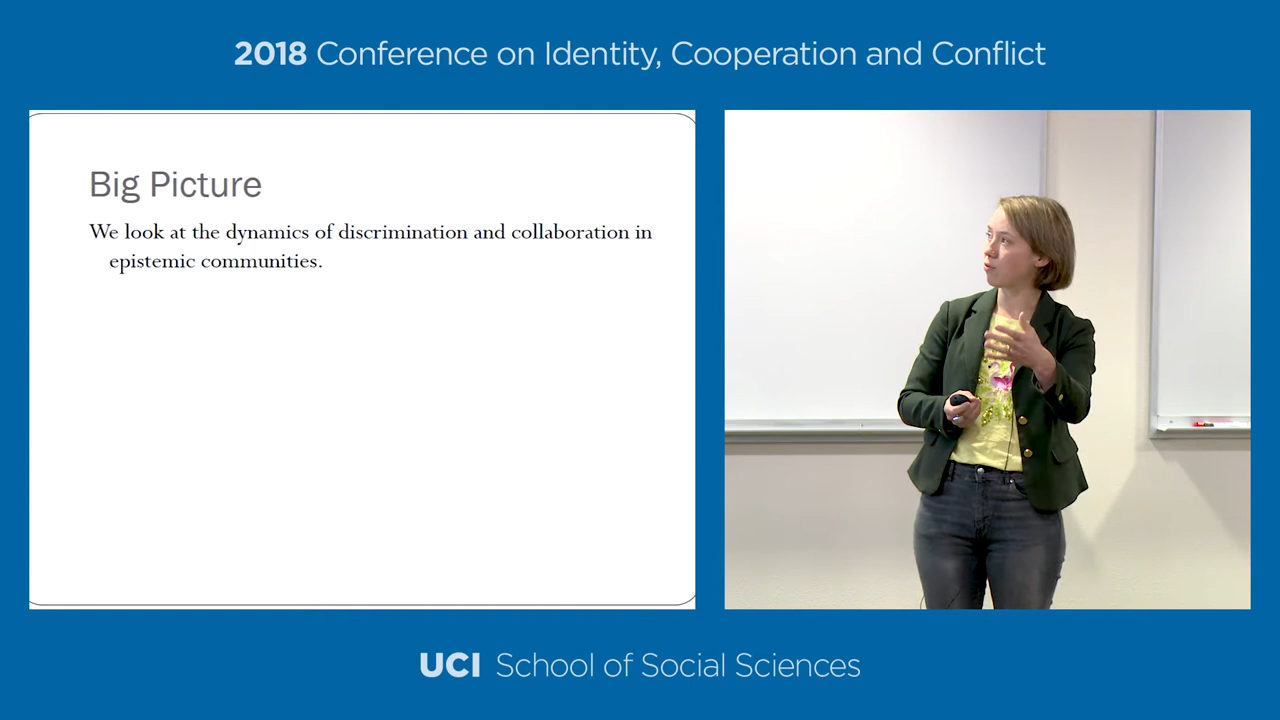 2018 Conference on Identity, Cooperation and Conflict
Big Picture
We look at the dynamics of discrimination and collaboration in
epistemic communities.
UCI School of Social Sciences